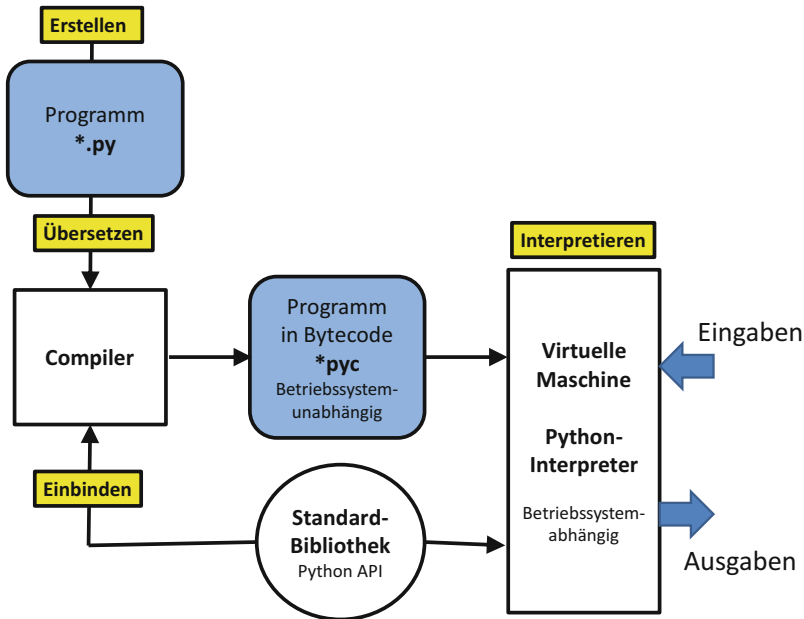 Erstellen
Programm
*.py
Übersetzen
Compiler
Programm
in Bytecode
*pyc
Betriebssystem-
unabhängig
Interpretieren
Virtuelle
Maschine
Python-
Interpreter
Betriebssystem-
abhängig
Eingaben
Ausgaben
Einbinden
Standard-
Bibliothek
Python API